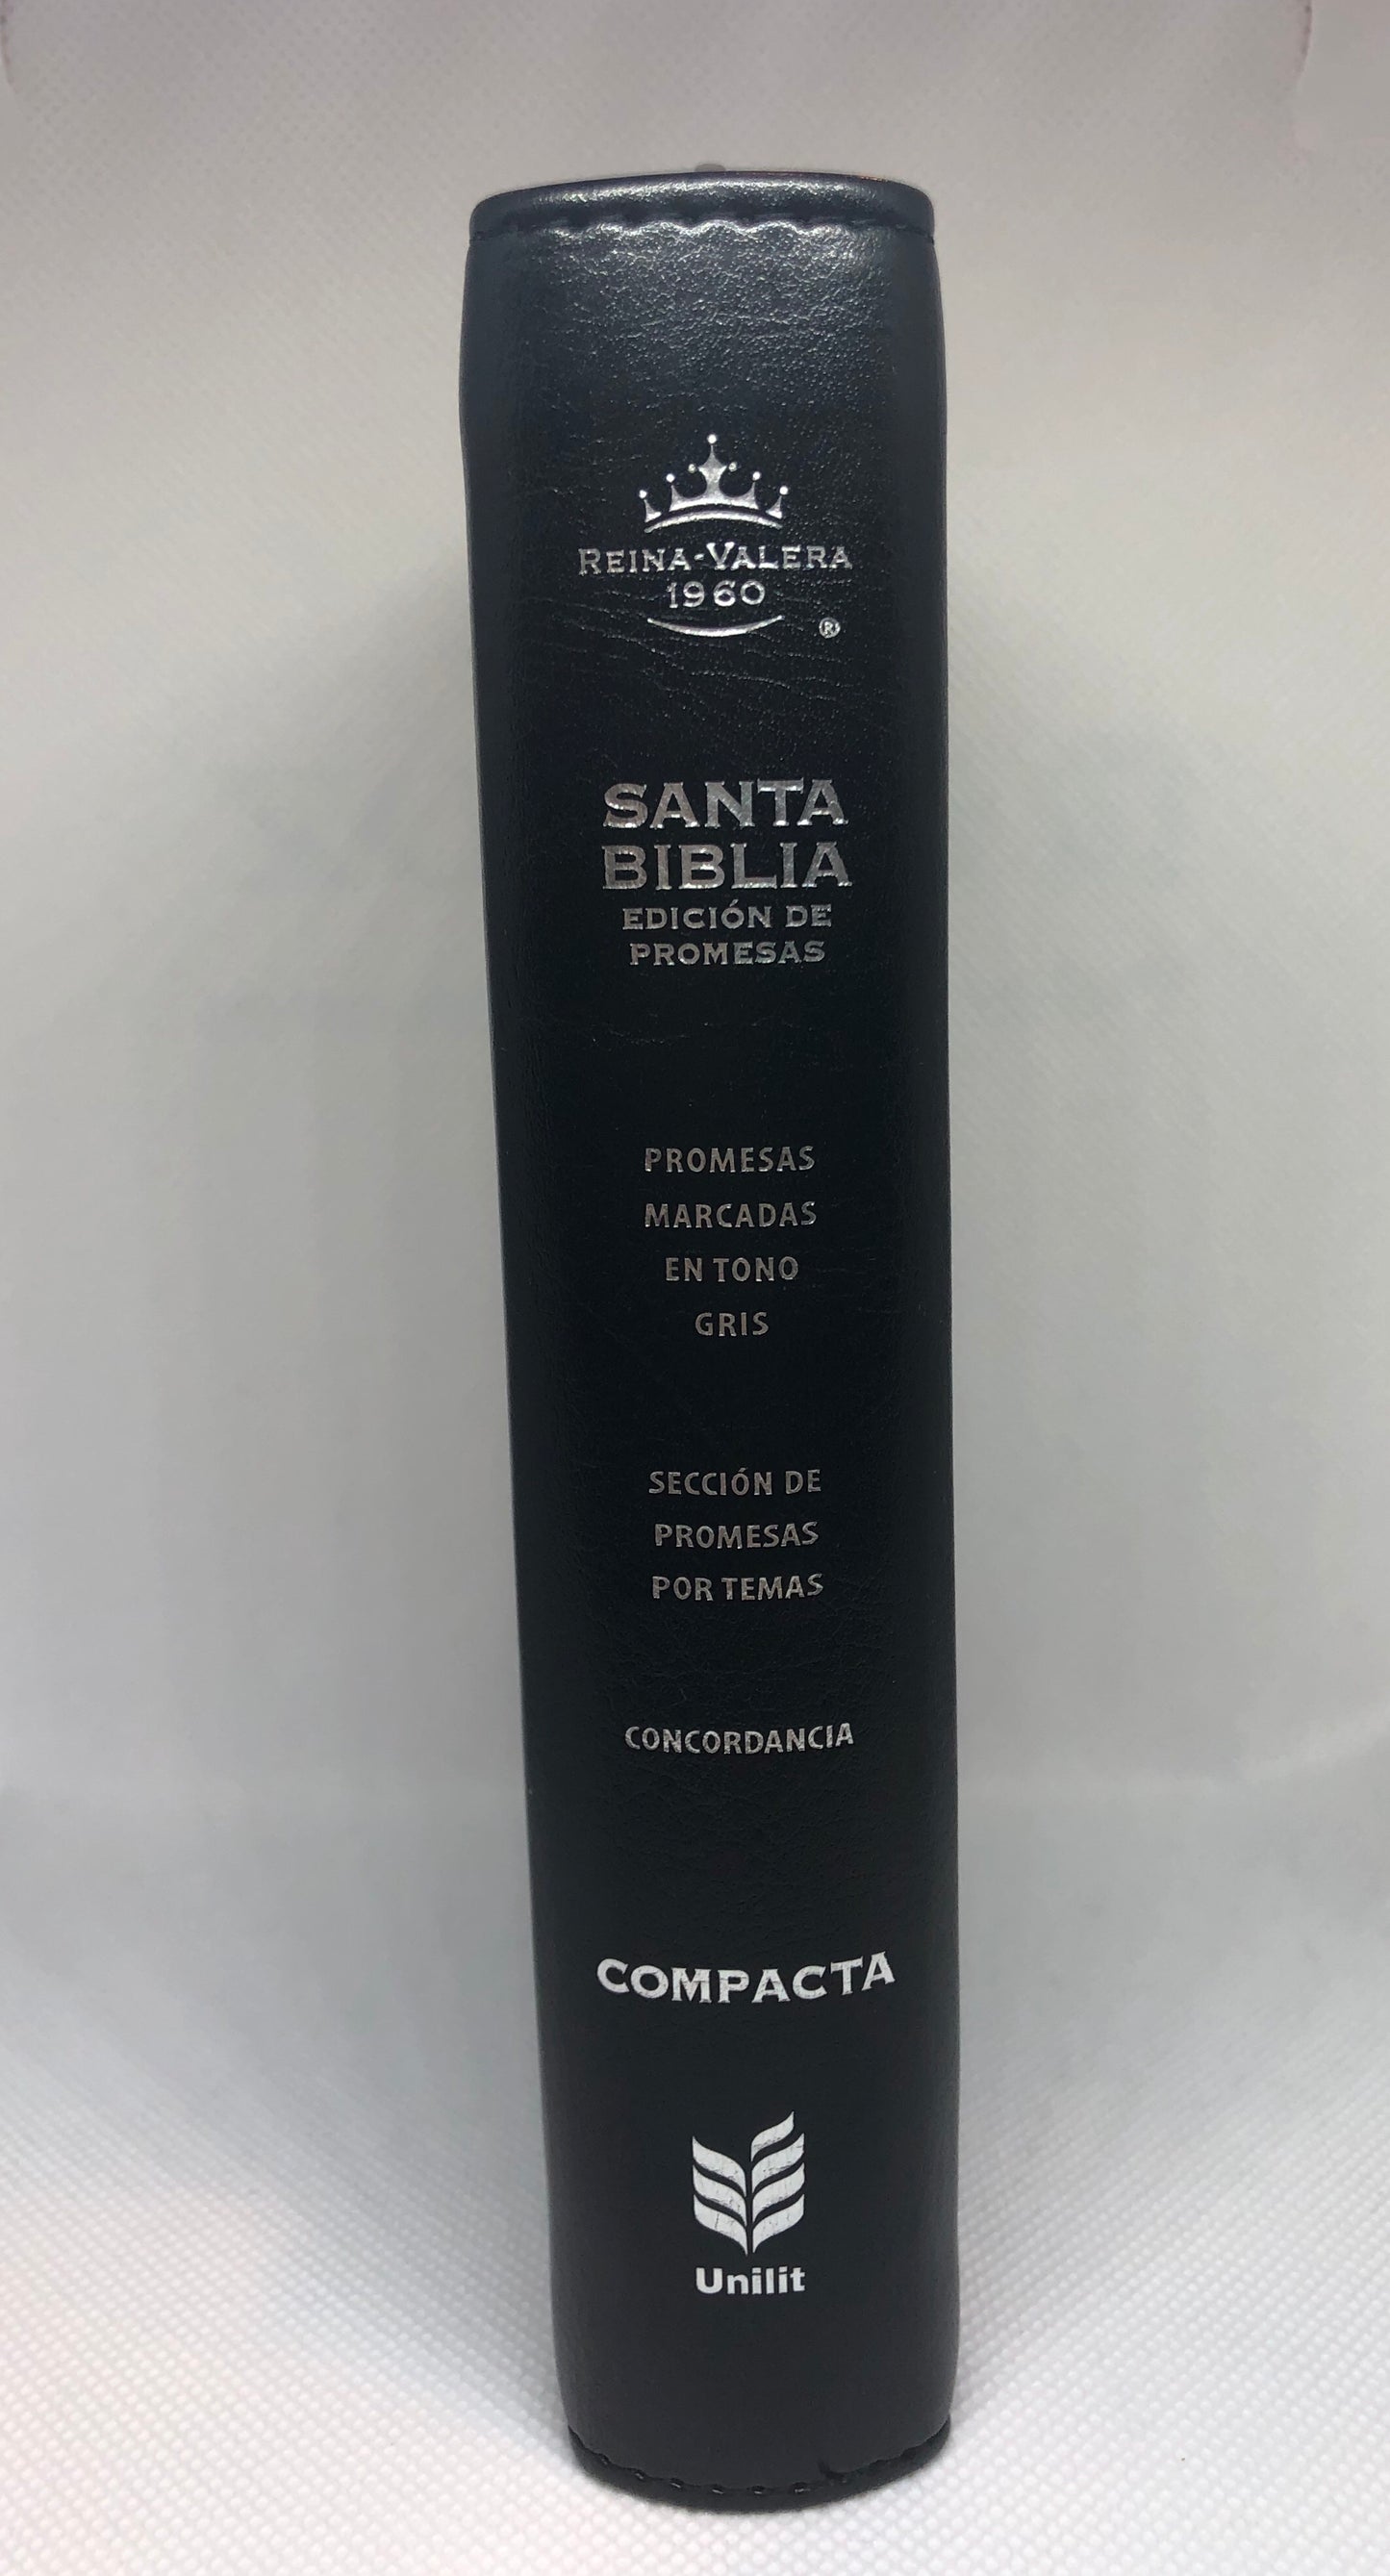 REINA-VALERA
1960
®
SANTA
BIBLIA
EDICIÓN DE
PROMESAS
PROMESAS
MARCADAS
EN TONO
GRIS
SECCIÓN DE
PROMESAS
POR TEMAS
CONCORDANCIA
COMPACTA
Unilit